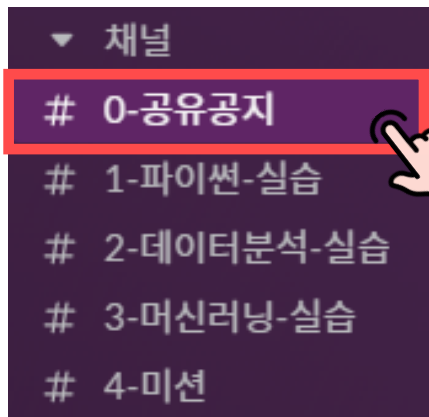 ▼ 채널
# 0-공유공지
# 1-파이썬-실습
# 2-데이터분석-실습
# 3-머신러닝-실습
# 4-미션